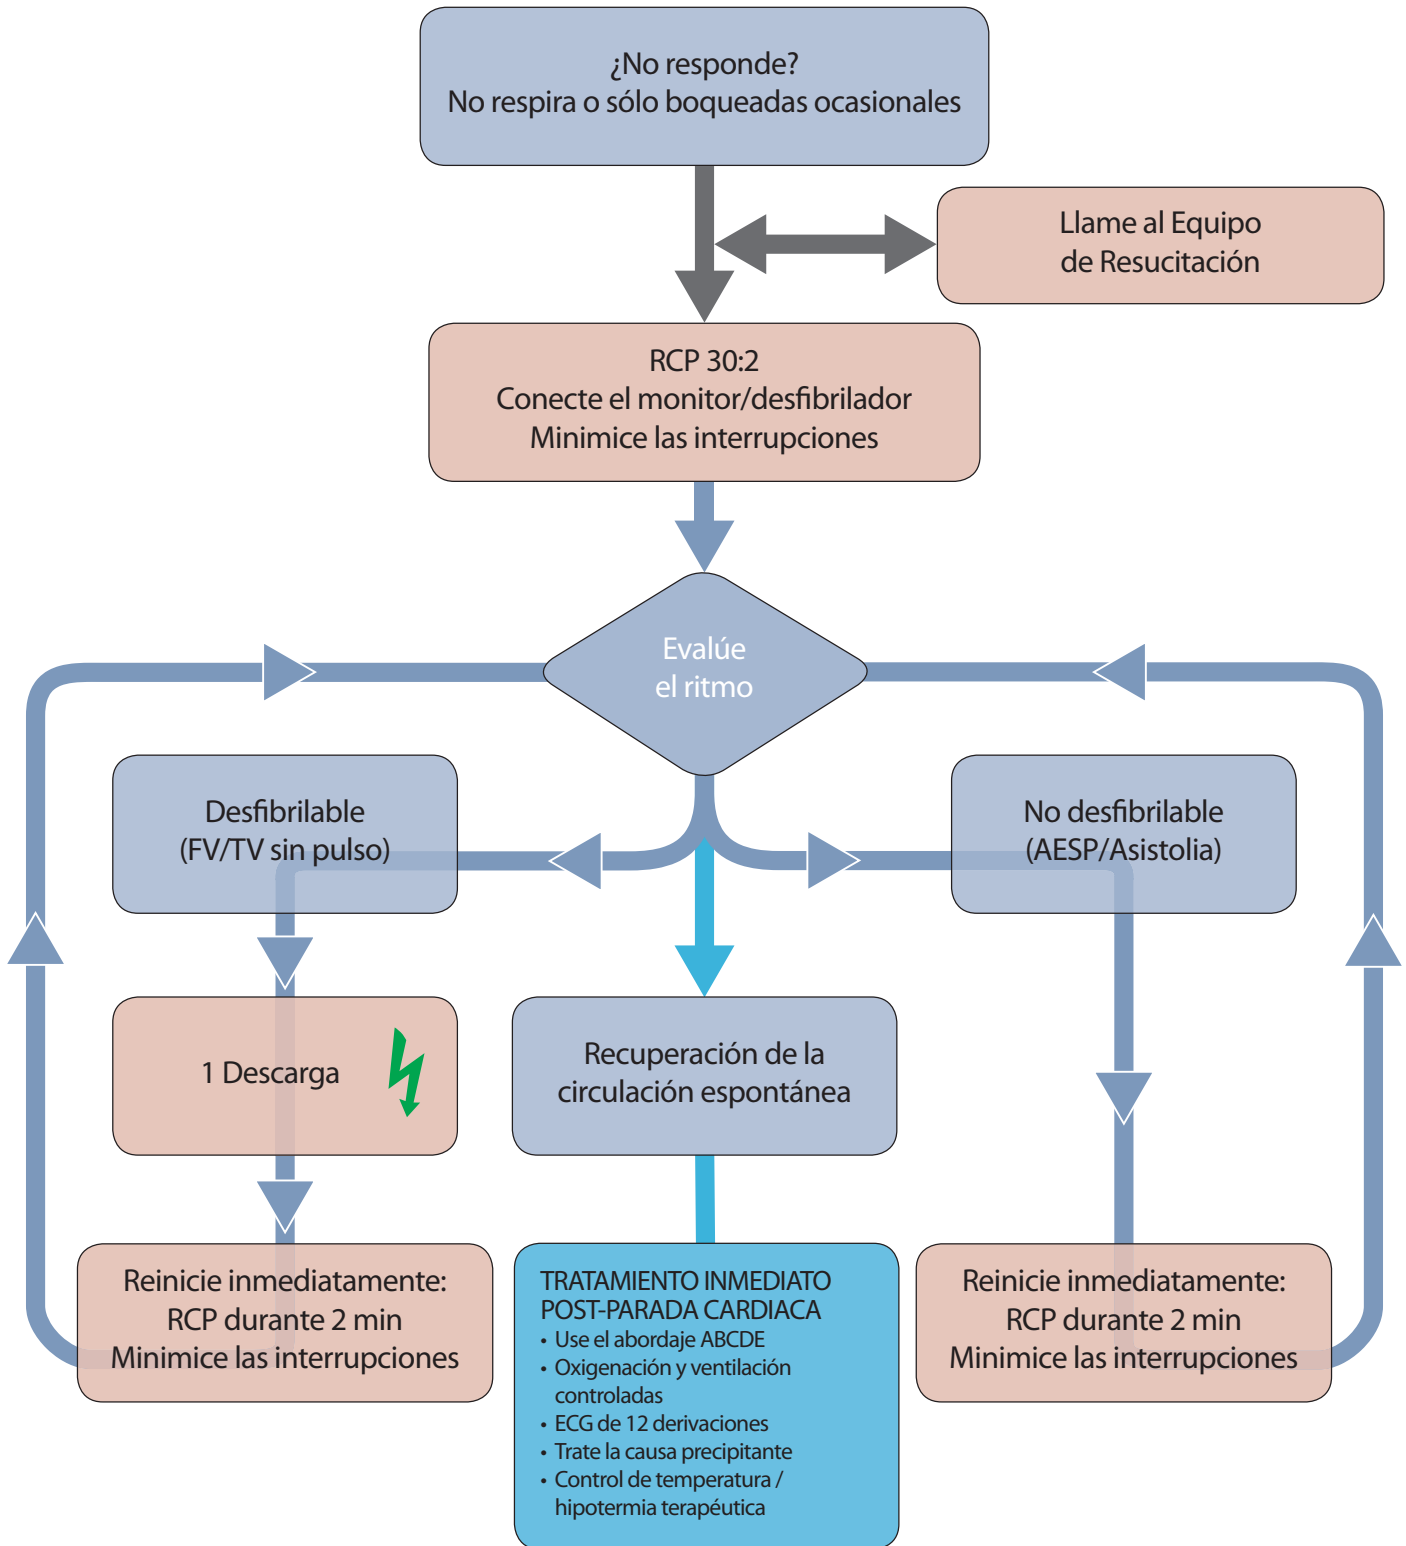 ¿No responde?
No respira o sólo boqueadas ocasionales
Llame al Equipo
de Resucitación
RCP 30:2
Conecte el monitor/desfibrilador
Minimice las interrupciones
Evalúe
el ritmo
Desfibrilable
(FV/TV sin pulso)
No desfibrilable
(AESP/Asistolia)
1 Descarga
Recuperación de la
circulación espontánea
Reinicie inmediatamente:
RCP durante 2 min
Minimice las interrupciones
TRATAMIENTO INMEDIATO
POST-PARADA CARDIACA
• Use el abordaje ABCDE
• Oxigenación y ventilación
controladas
• ECG de 12 derivaciones
• Trate la causa precipitante
• Control de temperatura /
hipotermia terapéutica
Reinicie inmediatamente:
RCP durante 2 min
Minimice las interrupciones